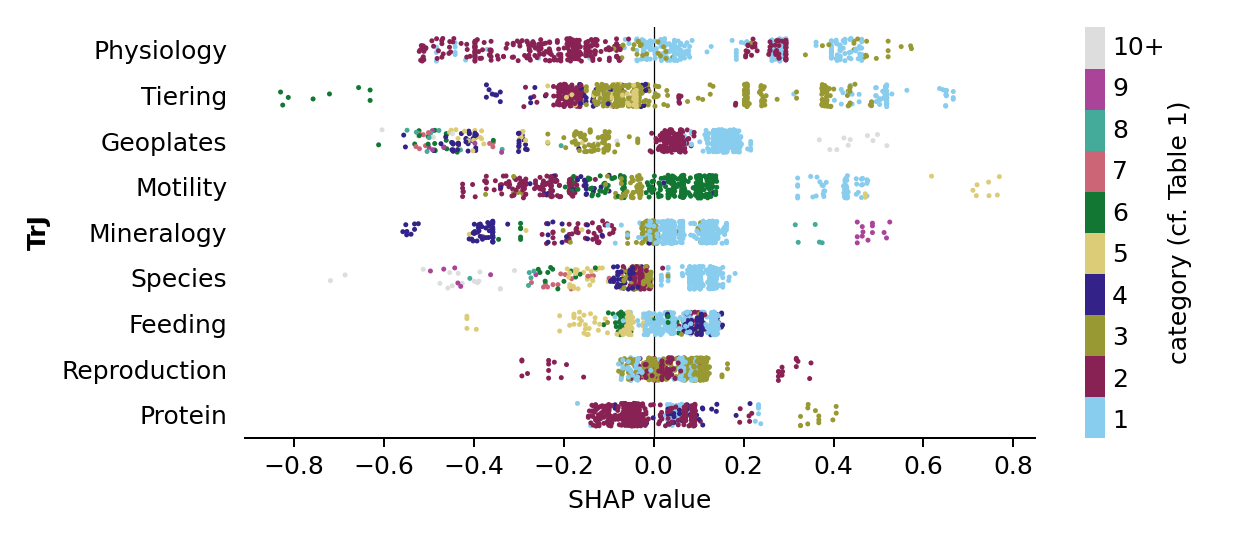 TrJ
Physiology
Tiering
Geoplates
Motility
Mineralogy
Species
Feeding
Reproduction
Protein
−0.8 −0.6 −0.4 −0.2 0.0 0.2 0.4 0.6 0.8
SHAP value
10+
9
8
7
6
5
4
3
2
1
category (cf. Table 1)